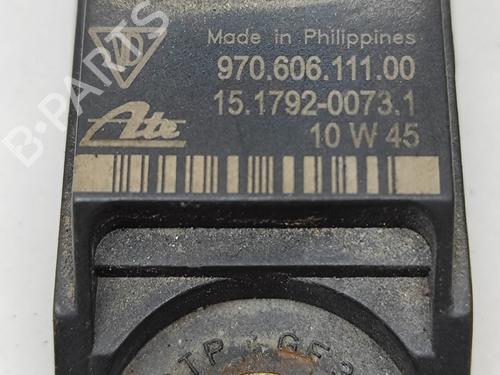 Made in Philippines
970.606.111.00
15.1792-0073.1
Ate
10 W 45
B-PARTS